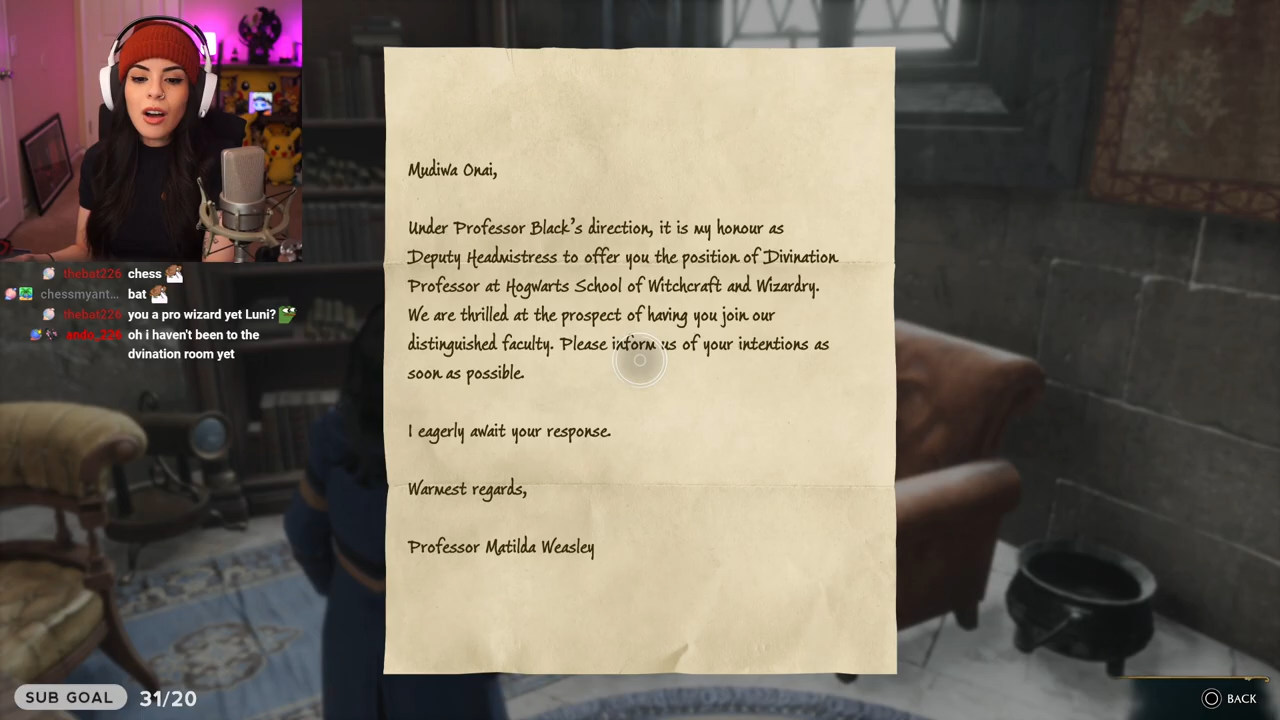 thebat226 chess
chessmyant... bat
thebat226 you a pro wizard yet Luni?
ando_226 oh i haven't been to the
dvination room yet
Mudiwa Onai,
Under Professor Black's direction, it is my honour as
Deputy Headmistress to offer you the position of Divination
Professor at Hogwarts School of Witchcraft and Wizardry.
We are thrilled at the prospect of having you join our
distinguished faculty. Please inform us of your intentions as
soon as possible.
I eagerly await your response.
Warmest regards,
Professor Matilda Weasley
SUB GOAL 31/20
BACK